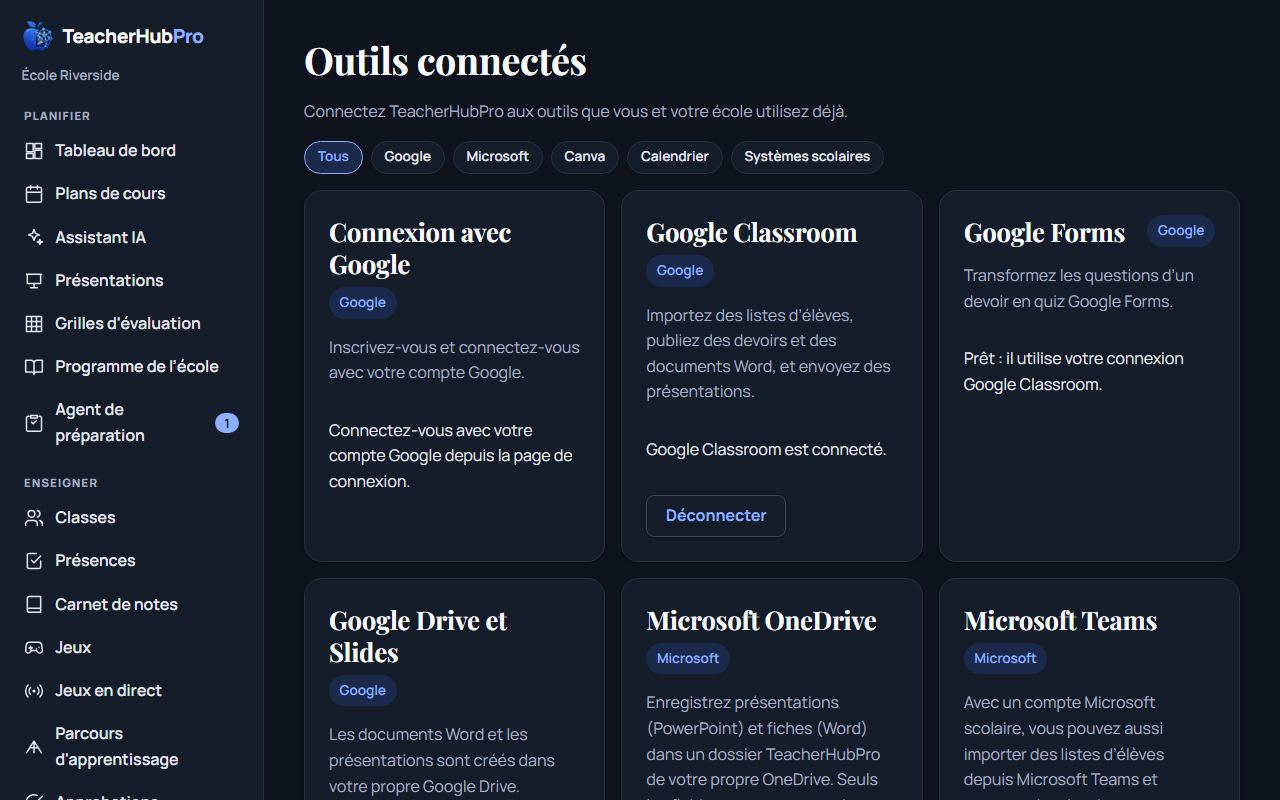 TeacherHubPro
École Riverside
PLANIFIER
Tableau de bord
Plans de cours
Assistant IA
Présentations
Grilles d'évaluation
Programme de l'école
Agent de
préparation
1
ENSEIGNER
Classes
Présences
Carnet de notes
Jeux
Jeux en direct
Parcours
d'apprentissage
Outils connectés
Connectez TeacherHubPro aux outils que vous et votre école utilisez déjà.
Tous
Google
Microsoft
Canva
Calendrier
Systèmes scolaires
Connexion avec
Google
Google
Inscrivez-vous et connectez-vous
avec votre compte Google.
Connectez-vous avec votre
compte Google depuis la page de
connexion.
Google Classroom
Google
Importez des listes d’élèves,
publiez des devoirs et des
documents Word, et envoyez des
présentations.
Google Classroom est connecté.
Déconnecter
Google Forms
Google
Transformez les questions d’un
devoir en quiz Google Forms.
Prêt : il utilise votre connexion
Google Classroom.
Google Drive et
Slides
Google
Les documents Word et les
présentations sont créés dans
votre propre Google Drive.
Microsoft OneDrive
Microsoft
Enregistrez présentations
(PowerPoint) et fiches (Word)
dans un dossier TeacherHubPro
de votre propre OneDrive. Seuls
Microsoft Teams
Microsoft
Avec un compte Microsoft
scolaire, vous pouvez aussi
importer des listes d’élèves
depuis Microsoft Teams et